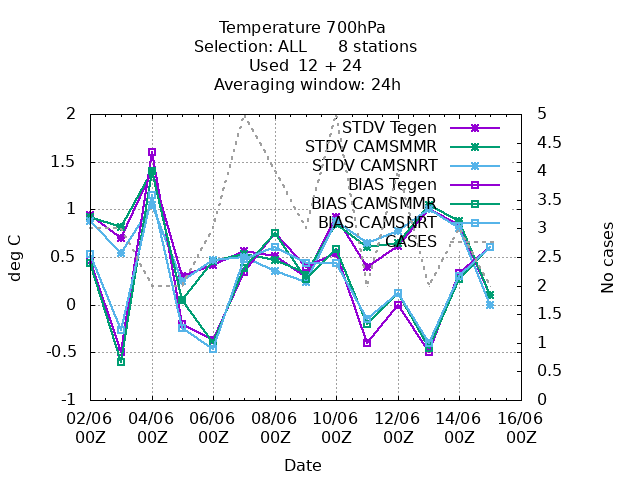 Temperature 700hPa
Selection: ALL      8 stations
Used  12 + 24
Averaging window: 24h
STDV Tegen
STDV CAMSMMR
STDV CAMSNRT
BIAS Tegen
BIAS CAMSMMR
BIAS CAMSNRT
CASES
2
1.5
1
0.5
0
-0.5
-1
deg C
5
4.5
4
3.5
3
2.5
2
1.5
1
0.5
0
No cases
02/06 04/06 06/06 08/06 10/06 12/06 14/06 16/06
00Z 00Z 00Z 00Z 00Z 00Z 00Z 00Z
Date